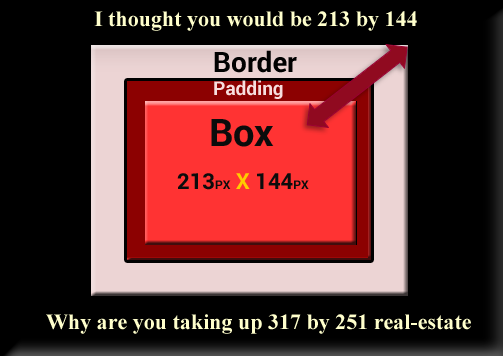 I thought you would be 213 by 144
Border
Padding
Box
213PX X 144PX
Why are you taking up 317 by 251 real-estate